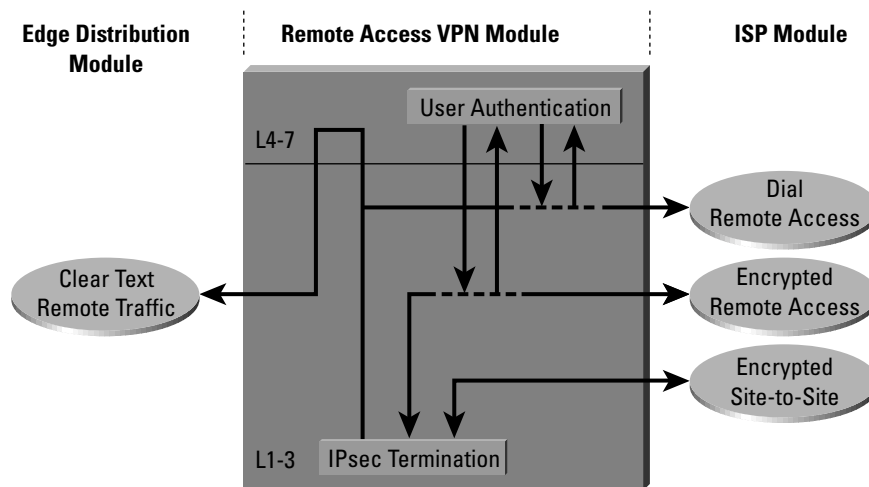 Edge Distribution
Module
Remote Access VPN Module
ISP Module
User Authentication
L4-7
Dial
Remote Access
Clear Text
Remote Traffic
Encrypted
Remote Access
Encrypted
Site-to-Site
L1-3
IPsec Termination